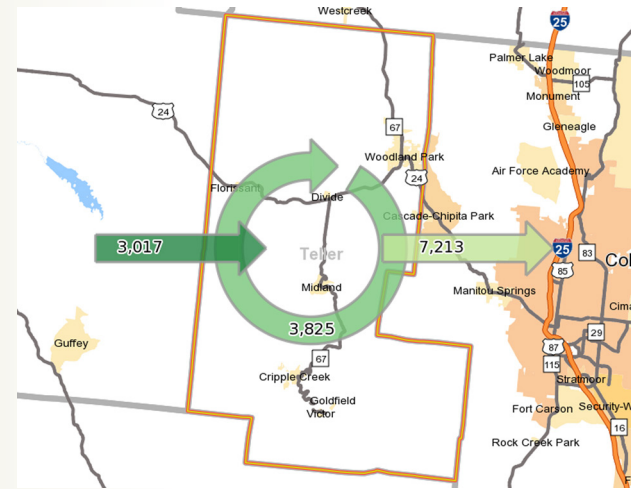 Westcreek
25
Palmer Lake
Woodmoor
105
Monument
24
67
Gleneagle
Woodland Park
24
Air Force Academy
Florissant
Divide
Cascade-Chipita Park
3,017
Teller
7,213
25
83
85
Midland
Manitou Springs
3,825
29
Guffey
67
87
115
Cripple Creek
Stratmoor
Goldfield
Victor
Fort Carson
Security-W
16
Rock Creek Park